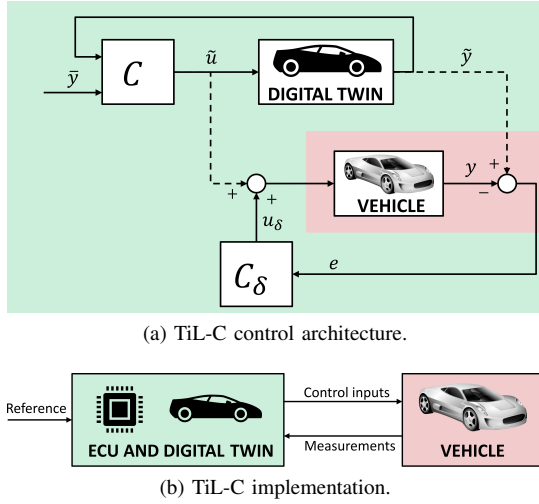 ȳ
C
ũ
DIGITAL TWIN
ỹ
+
+
+
u_δ
VEHICLE
y
−
C_δ
e
(a) TiL-C control architecture.
Reference
ECU AND DIGITAL TWIN
Control inputs
Measurements
VEHICLE
(b) TiL-C implementation.